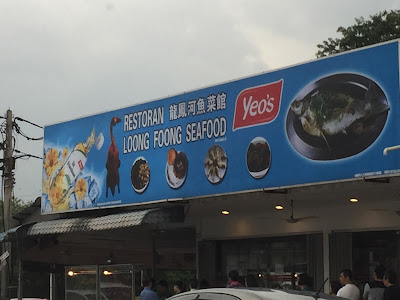 RESTORAN 龍鳳河魚菜館
LOONG FOONG SEAFOOD
Yeo's